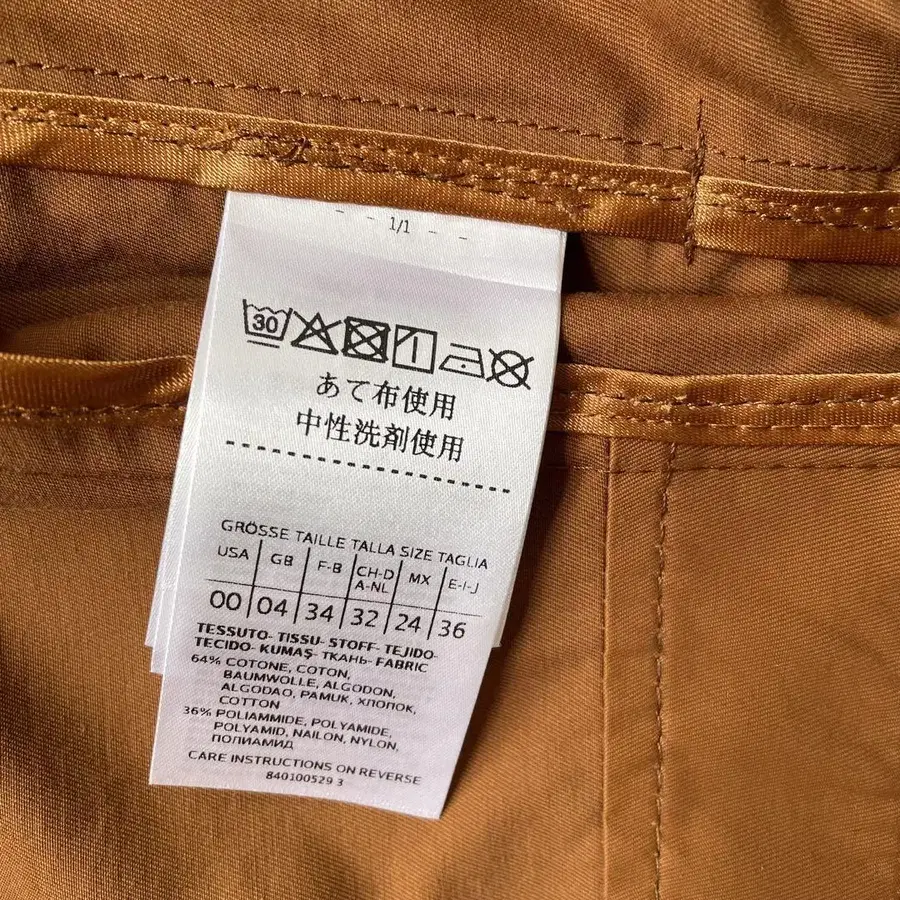 - - 1/1 - -
30
あて布使用
中性洗剤使用
GRÖSSE TAILLE TALLA SIZE TAGLIA
USA GB F-B CH-D A-NL MX E-I-J
00 04 34 32 24 36
TESSUTO- TISSU- STOFF- TEJIDO-
TECIDO- KUMAŞ- ТКАНЬ- FABRIC
64% COTONE, COTON,
BAUMWOLLE, ALGODON,
ALGODAO, PAMUK, ХЛОПОК,
COTTON
36% POLIAMMIDE, POLYAMIDE,
POLYAMID, NAILON, NYLON,
ПОЛИАМИД
CARE INSTRUCTIONS ON REVERSE
840100529 3